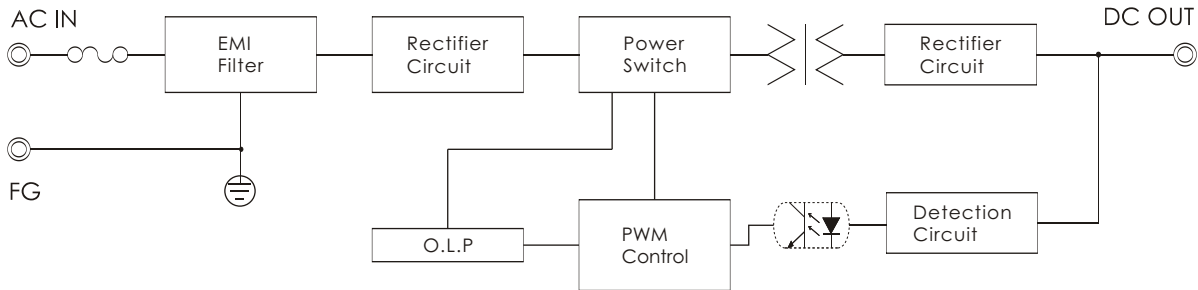 AC IN
DC OUT
EMI
Filter
Rectifier
Circuit
Power
Switch
Rectifier
Circuit
FG
O.L.P
PWM
Control
Detection
Circuit